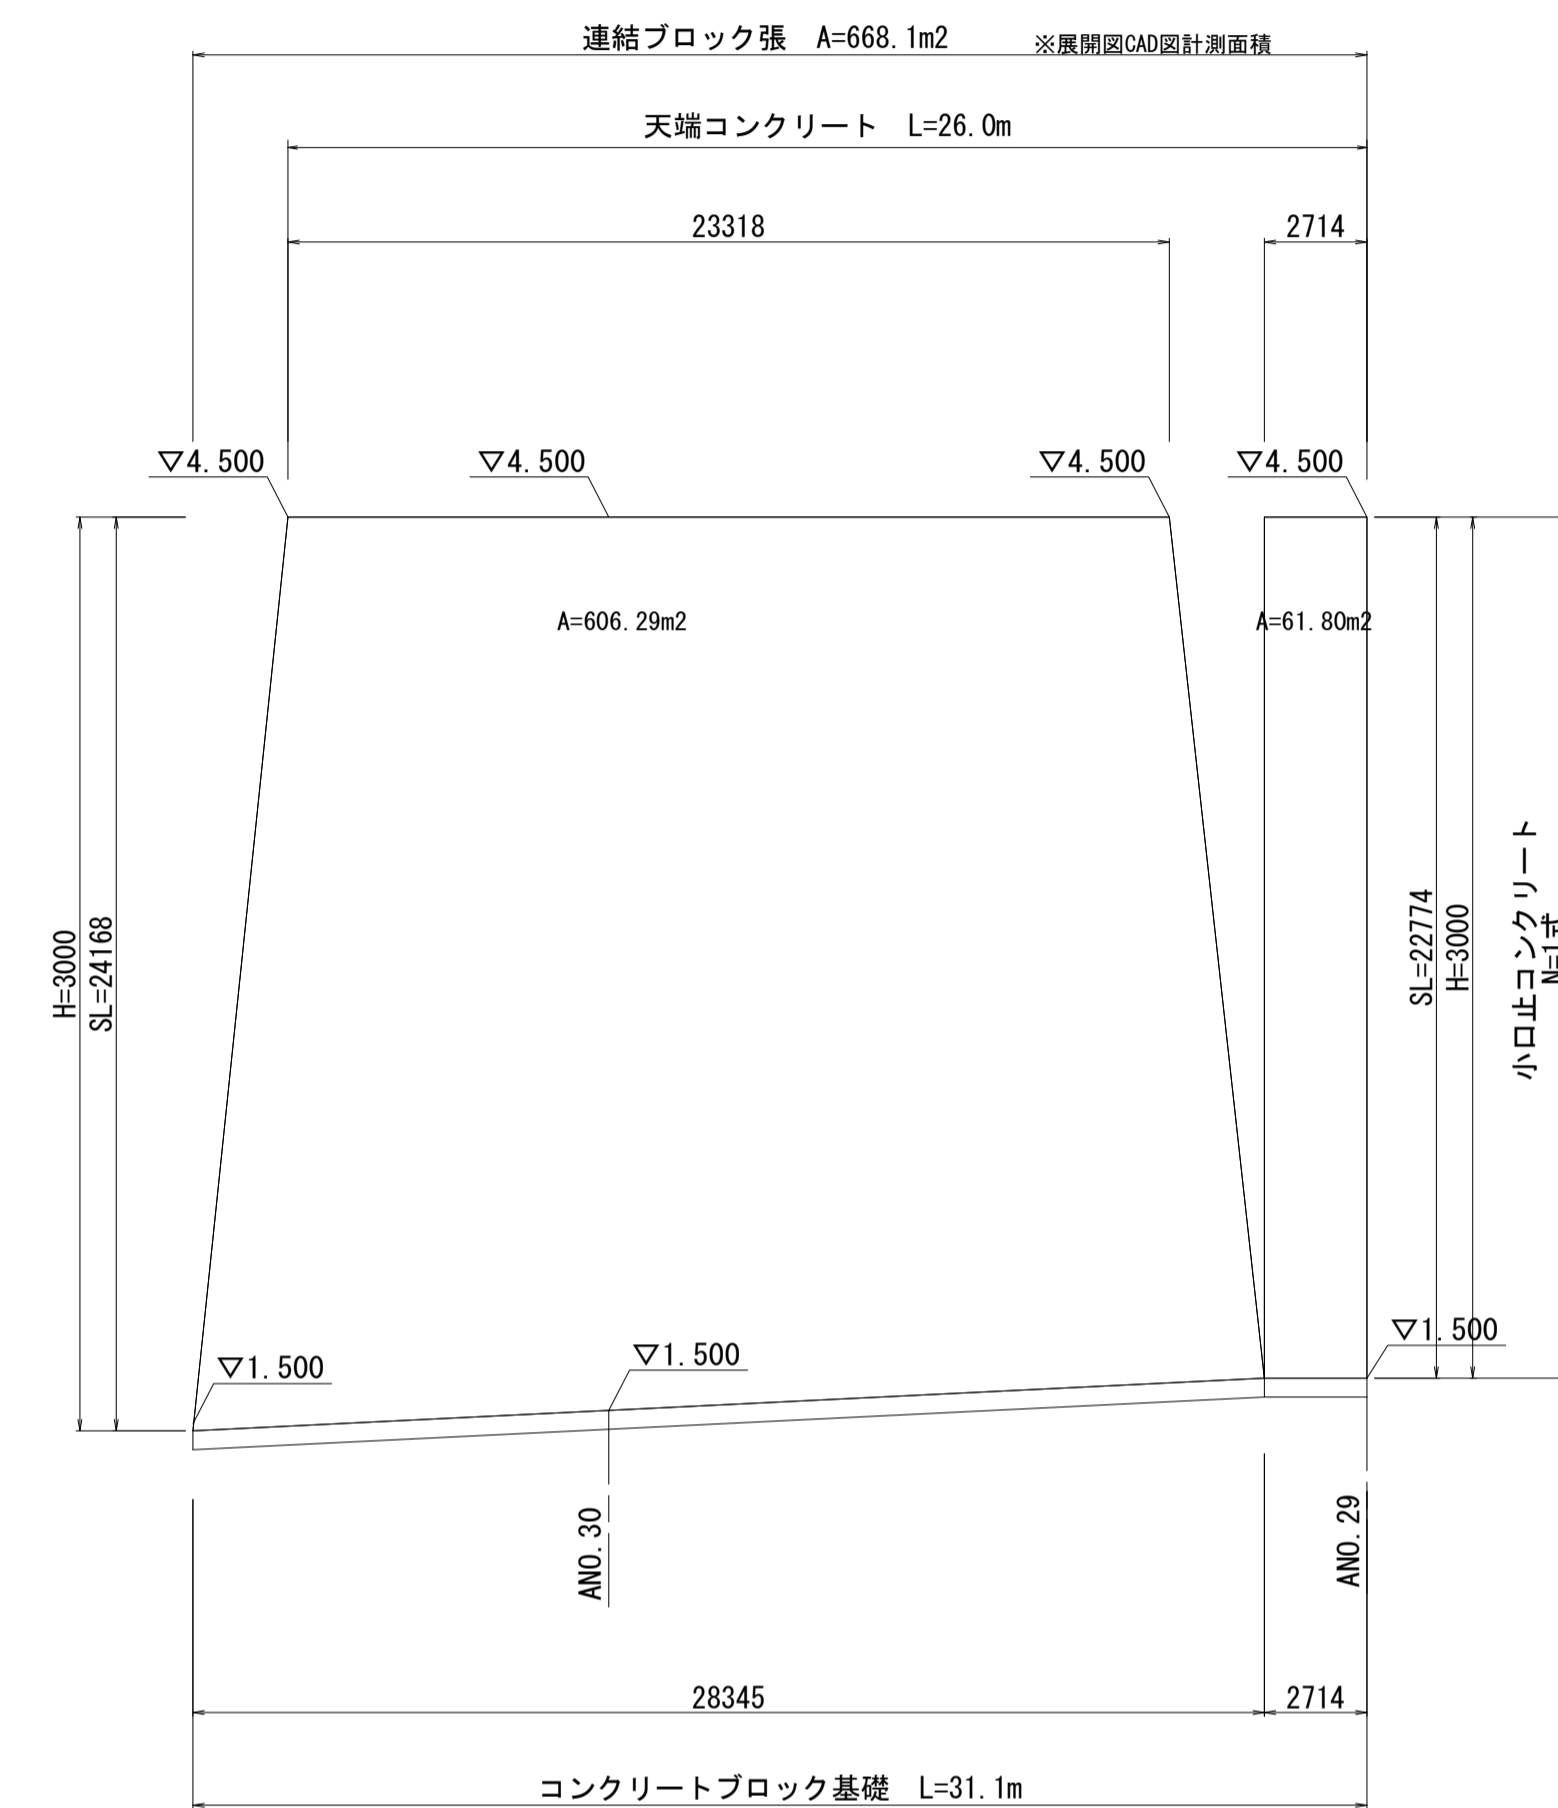 連結ブロック張 A=668.1m2
※展開図CAD図計測面積
天端コンクリート L=26.0m
23318
2714
▽4.500
▽4.500
▽4.500
▽4.500
A=606.29m2
A=61.80m2
H=3000
SL=24168
SL=22774
H=3000
小口止コンクリート
N=1式
▽1.500
▽1.500
▽1.500
ANO.30
ANO.29
28345
2714
コンクリートブロック基礎 L=31.1m